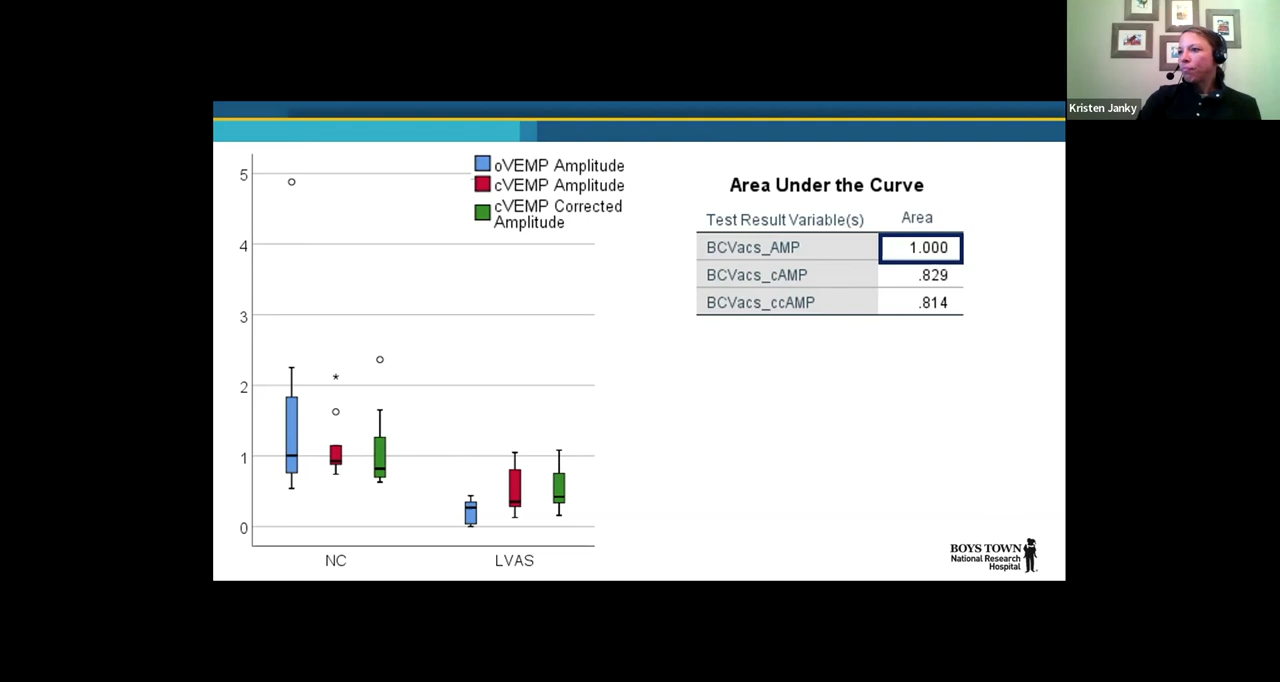 Kristen Janky
5
4
3
2
1
0
NC
LVAS
oVEMP Amplitude
cVEMP Amplitude
cVEMP Corrected
Amplitude
Area Under the Curve
Test Result Variable(s) Area
BCVacs_AMP 1.000
BCVacs_cAMP .829
BCVacs_ccAMP .814
BOYS TOWN
National Research
Hospital